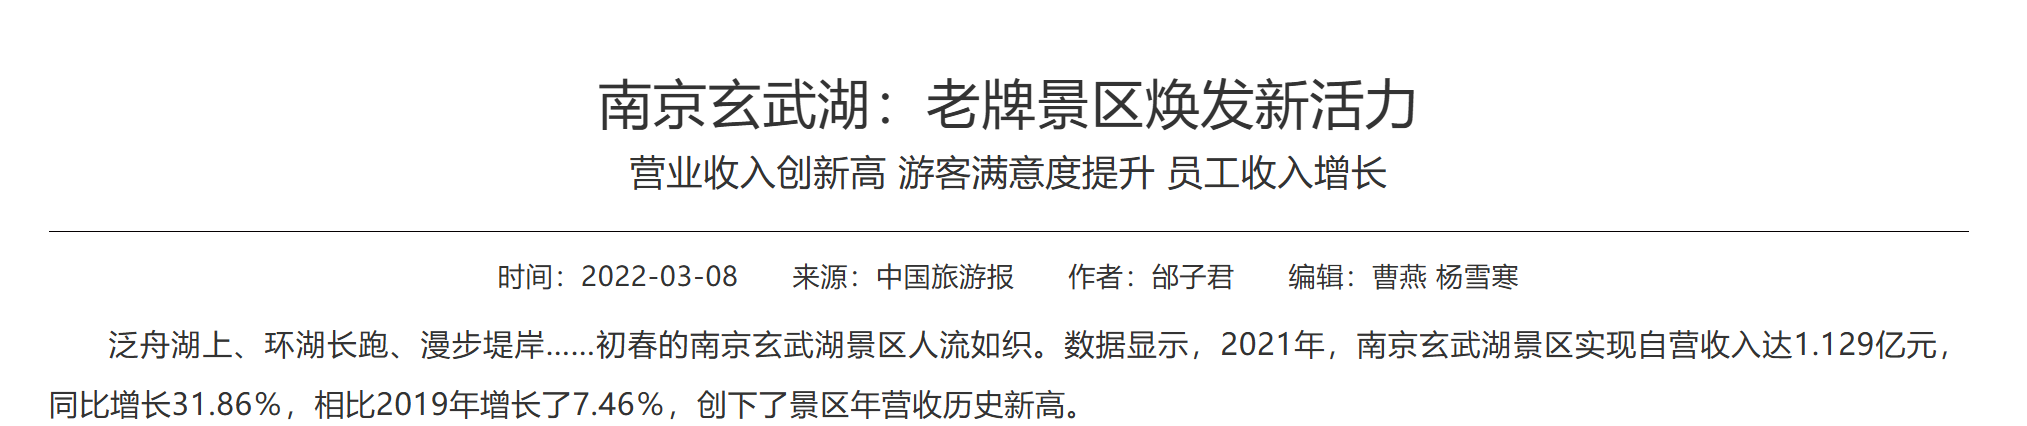 南京玄武湖：老牌景区焕发新活力
营业收入创新高 游客满意度提升 员工收入增长
时间：2022-03-08 来源：中国旅游报 作者：邰子君 编辑：曹燕 杨雪寒
泛舟湖上、环湖长跑、漫步堤岸......初春的南京玄武湖景区人流如织。数据显示，2021年，南京玄武湖景区实现自营收入达1.129亿元，
同比增长31.86%，相比2019年增长了7.46%，创下了景区年营收历史新高。